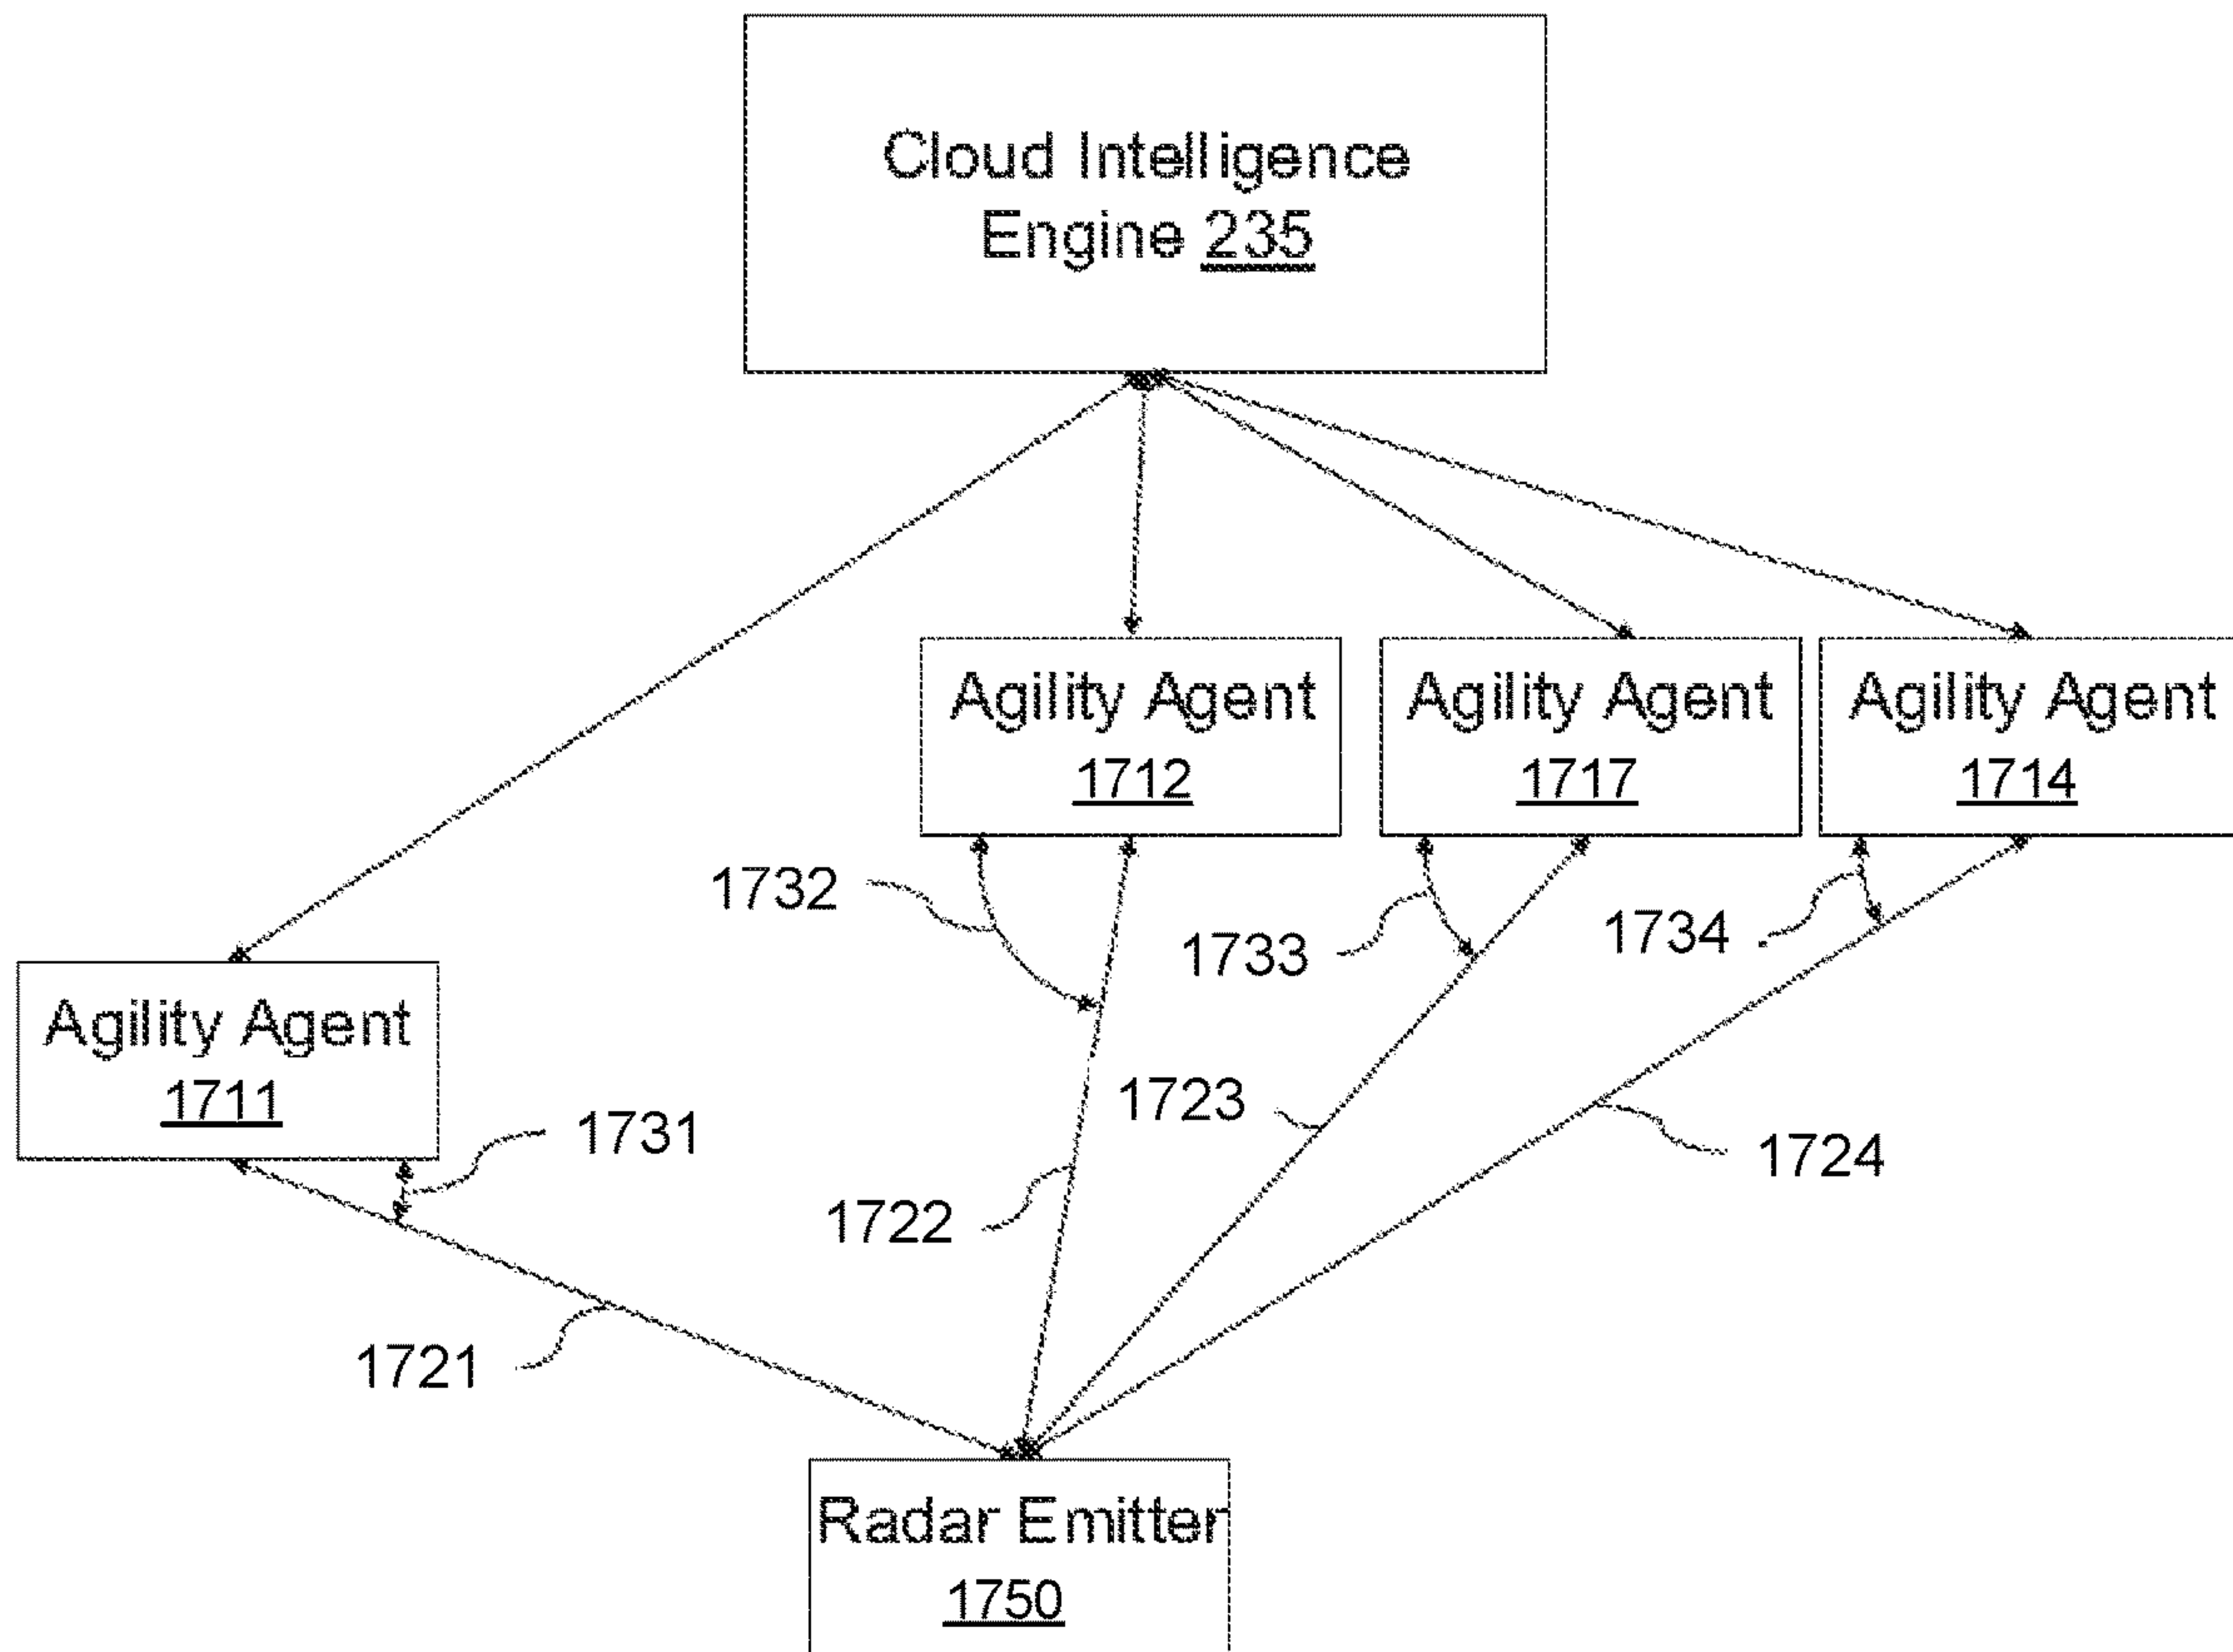 Cloud Intelligence
Engine 235
Agility Agent
1712
Agility Agent
1717
Agility Agent
1714
1732
1733
1734
Agility Agent
1711
1731
1723
1724
1722
1721
Radar Emitter
1750